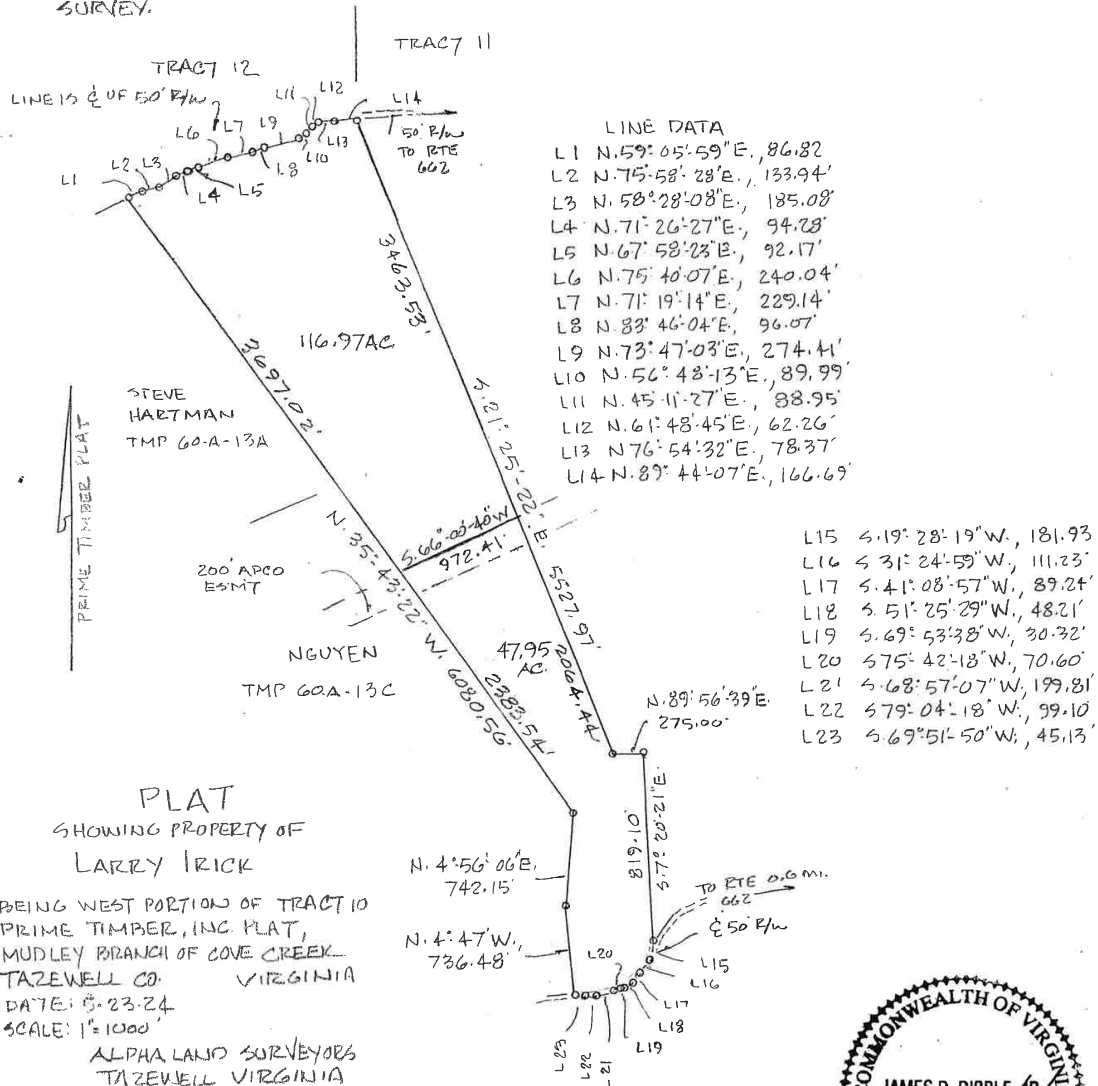 SURVEY.
TRACT 11
TRACT 12
LINE IS ℄ OF 50' R/W
L1
L2
L3
L4
L5
L6
L7
L8
L9
L10
L11
L12
L13
L14
50' R/W
TO RTE
662
LINE DATA
L1 N.59°05'-59"E., 86.82
L2 N.75°-58'-28"E., 133.94'
L3 N.58°28'-08"E., 185.08'
L4 N.71°-26'-27"E., 94.28'
L5 N.67°58'-23"E., 92.17'
L6 N.75°40'-07"E., 240.04'
L7 N.71°19'-14"E., 229.14'
L8 N.83°46'-04"E., 96.07'
L9 N.73°47'-03"E., 274.41'
L10 N.56°48'-13"E., 89.99'
L11 N.45°-11'-27"E., 88.95'
L12 N.61°48'-45"E., 62.26'
L13 N76°-54'-32"E., 78.37'
L14 N.89°44'-07"E., 166.69'
3463.53'
116.97AC.
3697.02'
STEVE
HARTMAN
TMP 60-A-13A
PRIME TIMBER PLAT
S.21°25'-22"E.
5527.97'
S.66°-00'-40"W
972.41'
N.35°-43'-22"W. 6080.56'
200' APCO
ESMT
NGUYEN
TMP 60A-13C
47.95
AC.
2064.44'
2383.54'
L15 S.19°28'-19"W., 181.93
L16 S 31°24'-59"W., 111.23'
L17 S.41°08'-57"W., 89.24'
L18 S.51°25'-29"W., 48.21'
L19 S.69°53'38"W., 30.32'
L20 S75°-42'-18"W., 70.60'
L21 S.68°57'-07"W., 199.81'
L22 S79°-04'-18"W., 99.10'
L23 S.69°51'-50"W., 45.13'
N.89°56'-39"E.
275.00'
819.10'
S.7°20'-21"E.
N.4°-56'06"E.
742.15'
N.4°-47'W.,
736.48'
TO RTE 0.6 MI.
662
℄ 50' R/W
L15
L16
L17
L18
L19
L20
L21
L22
L23
PLAT
SHOWING PROPERTY OF
LARRY IRICK
BEING WEST PORTION OF TRACT 10
PRIME TIMBER, INC. PLAT,
MUDLEY BRANCH OF COVE CREEK
TAZEWELL CO. VIRGINIA
DATE: 5.23.24
SCALE: 1"=1000'
ALPHA LAND SURVEYORS
TAZEWELL VIRGINIA
COMMONWEALTH OF VIRGINI
JAMES D.